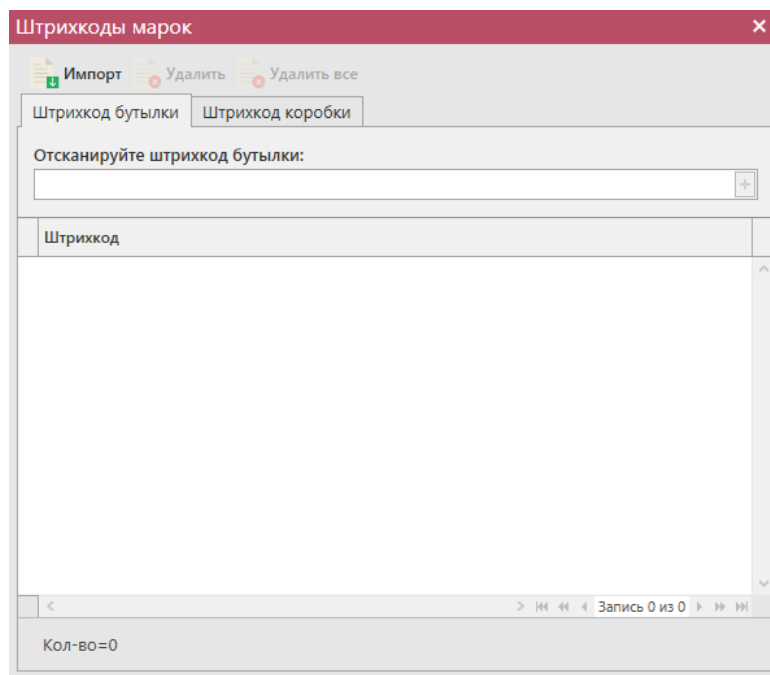 Штрихкоды марок
Импорт Удалить Удалить все
Штрихкод бутылки Штрихкод коробки
Отсканируйте штрихкод бутылки:
Штрихкод
Запись 0 из 0
Кол-во=0